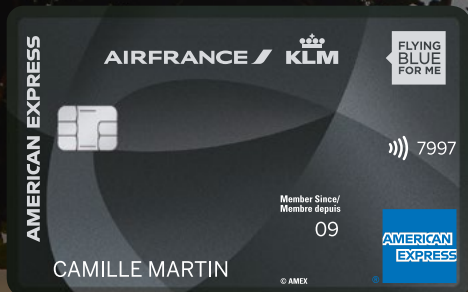 AMERICAN EXPRESS
AIRFRANCE KLM
FLYING
BLUE
FOR ME
7997
Member Since/
Membre depuis
09
CAMILLE MARTIN
© AMEX
AMERICAN
EXPRESS